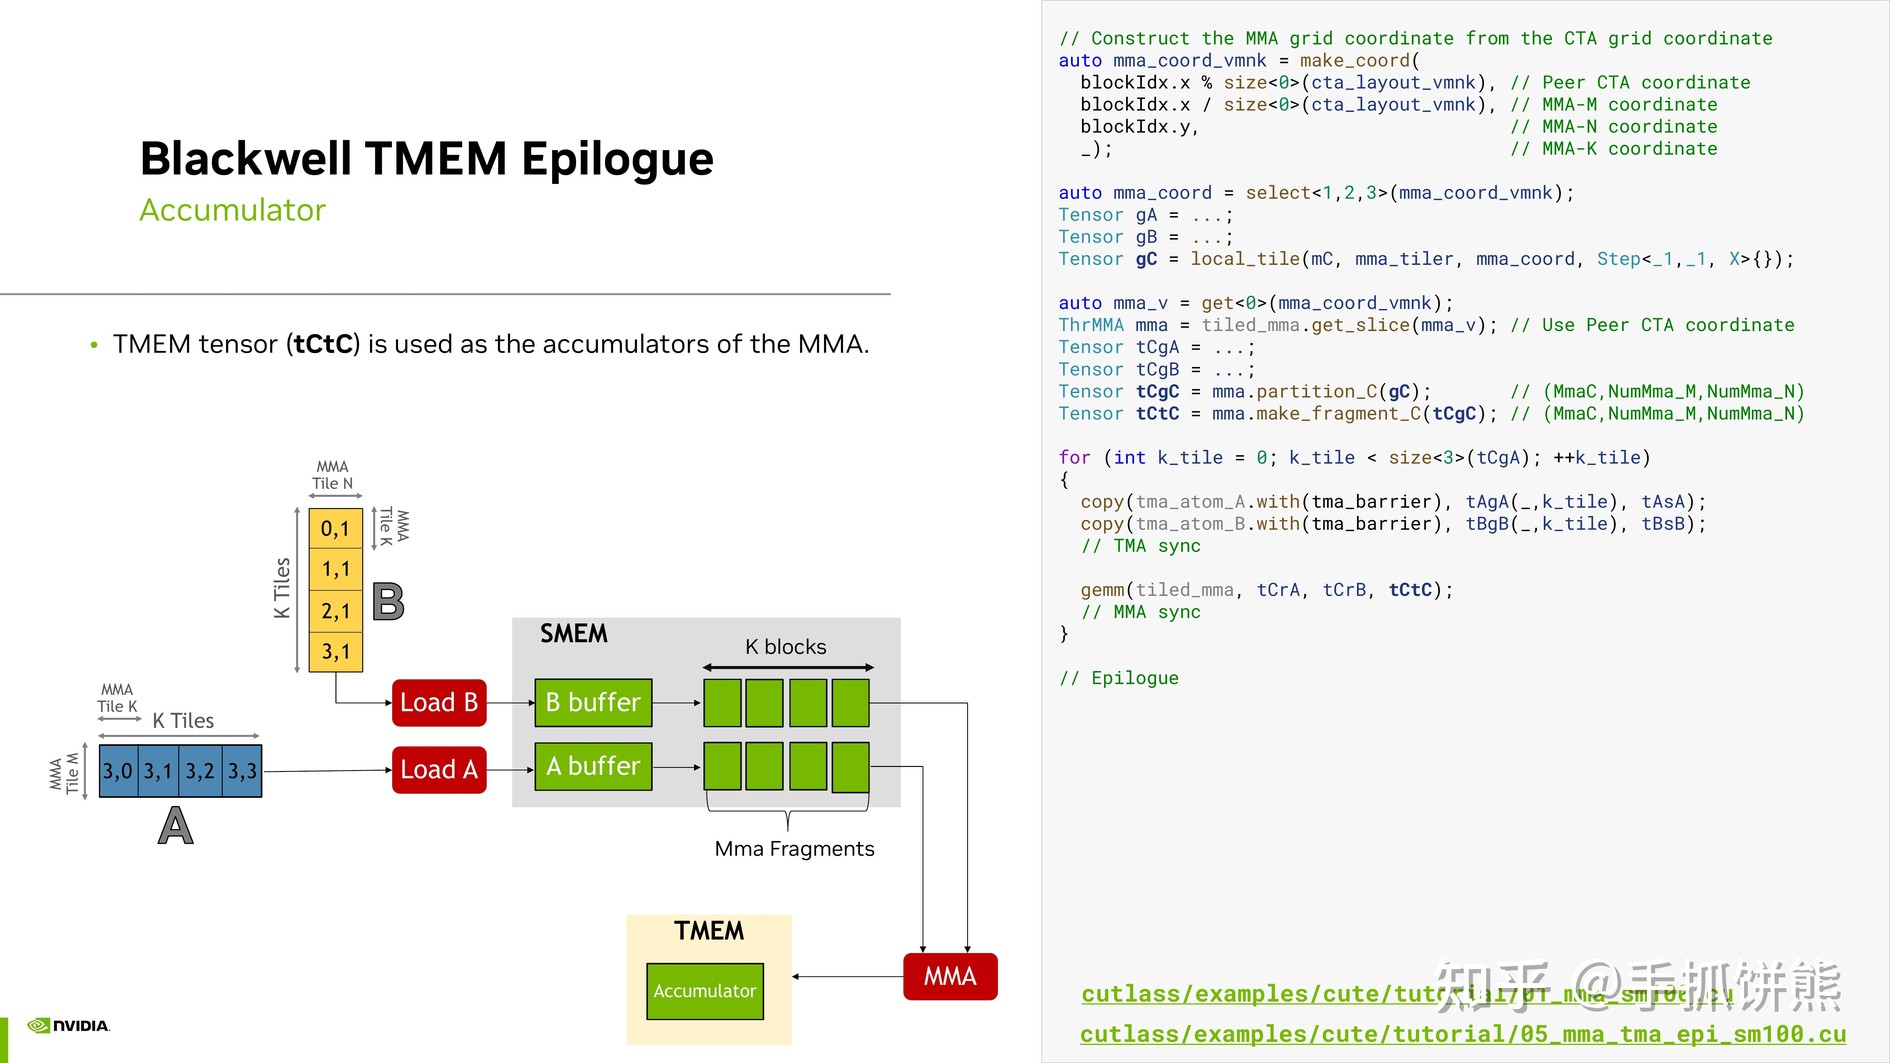 Blackwell TMEM Epilogue
Accumulator
• TMEM tensor (tCtC) is used as the accumulators of the MMA.
MMA
Tile N
K Tiles
0,1
1,1
2,1
3,1
MMA
Tile K
B
MMA
Tile K
K Tiles
MMA
Tile M
3,0 3,1 3,2 3,3
A
Load B
Load A
SMEM
K blocks
B buffer
A buffer
Mma Fragments
TMEM
Accumulator
MMA
NVIDIA.
// Construct the MMA grid coordinate from the CTA grid coordinate
auto mma_coord_vmnk = make_coord(
  blockIdx.x % size<0>(cta_layout_vmnk), // Peer CTA coordinate
  blockIdx.x / size<0>(cta_layout_vmnk), // MMA-M coordinate
  blockIdx.y,                            // MMA-N coordinate
  _);                                    // MMA-K coordinate
auto mma_coord = select<1,2,3>(mma_coord_vmnk);
Tensor gA = ...;
Tensor gB = ...;
Tensor gC = local_tile(mC, mma_tiler, mma_coord, Step<_1,_1, X>{});
auto mma_v = get<0>(mma_coord_vmnk);
ThrMMA mma = tiled_mma.get_slice(mma_v); // Use Peer CTA coordinate
Tensor tCgA = ...;
Tensor tCgB = ...;
Tensor tCgC = mma.partition_C(gC);       // (MmaC,NumMma_M,NumMma_N)
Tensor tCtC = mma.make_fragment_C(tCgC); // (MmaC,NumMma_M,NumMma_N)
for (int k_tile = 0; k_tile < size<3>(tCgA); ++k_tile)
{
  copy(tma_atom_A.with(tma_barrier), tAgA(_,k_tile), tAsA);
  copy(tma_atom_B.with(tma_barrier), tBgB(_,k_tile), tBsB);
  // TMA sync
  gemm(tiled_mma, tCrA, tCrB, tCtC);
  // MMA sync
}
// Epilogue
cutlass/examples/cute/tutorial/01_mma_sm100.cu
知乎 @手抓饼熊
cutlass/examples/cute/tutorial/05_mma_tma_epi_sm100.cu